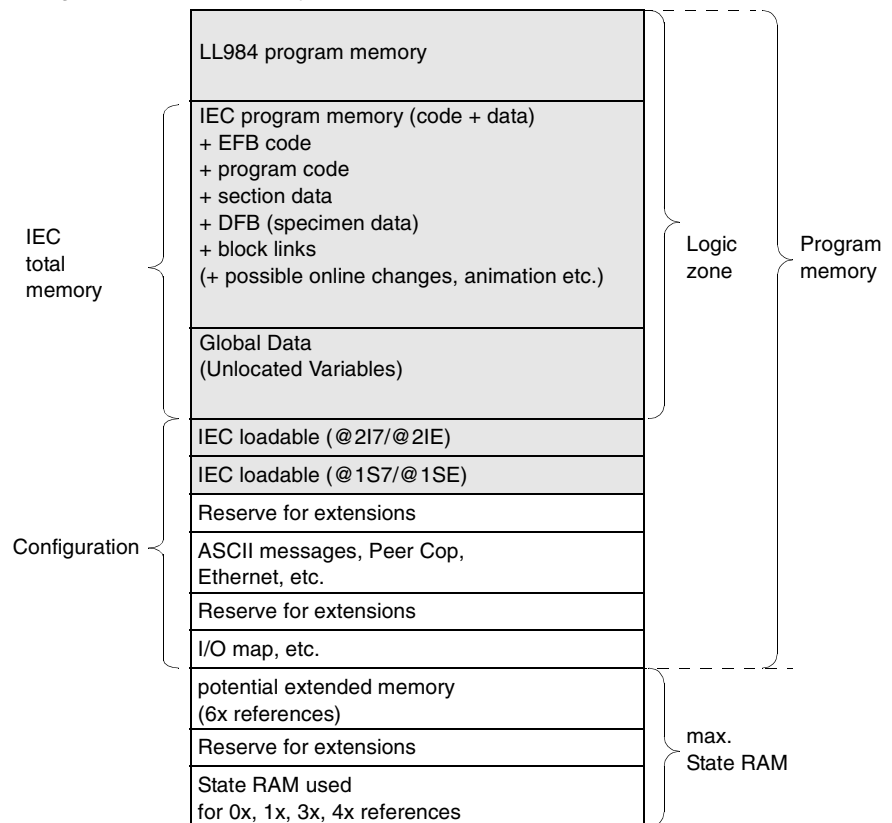 LL984 program memory
IEC program memory (code + data)
+ EFB code
+ program code
+ section data
+ DFB (specimen data)
+ block links
(+ possible online changes, animation etc.)
IEC
total
memory
Logic
zone
Program
memory
Global Data
(Unlocated Variables)
IEC loadable (@2I7/@2IE)
IEC loadable (@1S7/@1SE)
Reserve for extensions
Configuration
ASCII messages, Peer Cop,
Ethernet, etc.
Reserve for extensions
I/O map, etc.
potential extended memory
(6x references)
Reserve for extensions
max.
State RAM
State RAM used
for 0x, 1x, 3x, 4x references